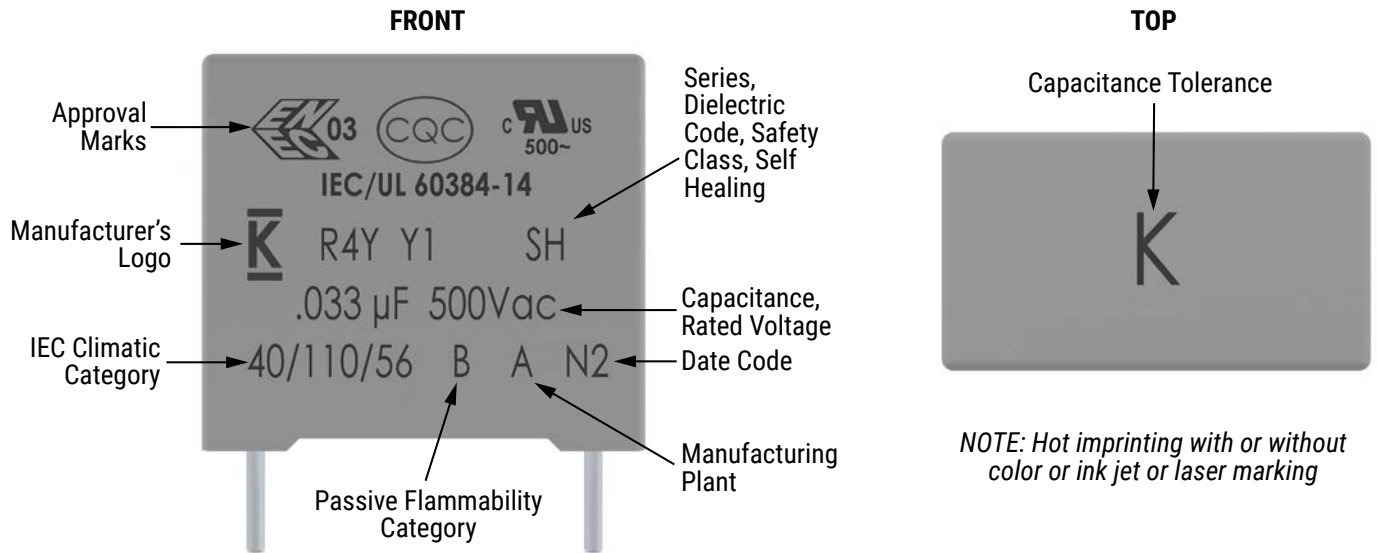 FRONT
TOP
Approval
Marks
EN
EC
03
CQC
C
RU
US
500~
IEC/UL 60384-14
Series,
Dielectric
Code, Safety
Class, Self
Healing
Manufacturer's
Logo
K
R4Y Y1 SH
.033 µF 500Vac
Capacitance,
Rated Voltage
IEC Climatic
Category
40/110/56 B A N2
Date Code
Passive Flammability
Category
Manufacturing
Plant
Capacitance Tolerance
K
NOTE: Hot imprinting with or without
color or ink jet or laser marking